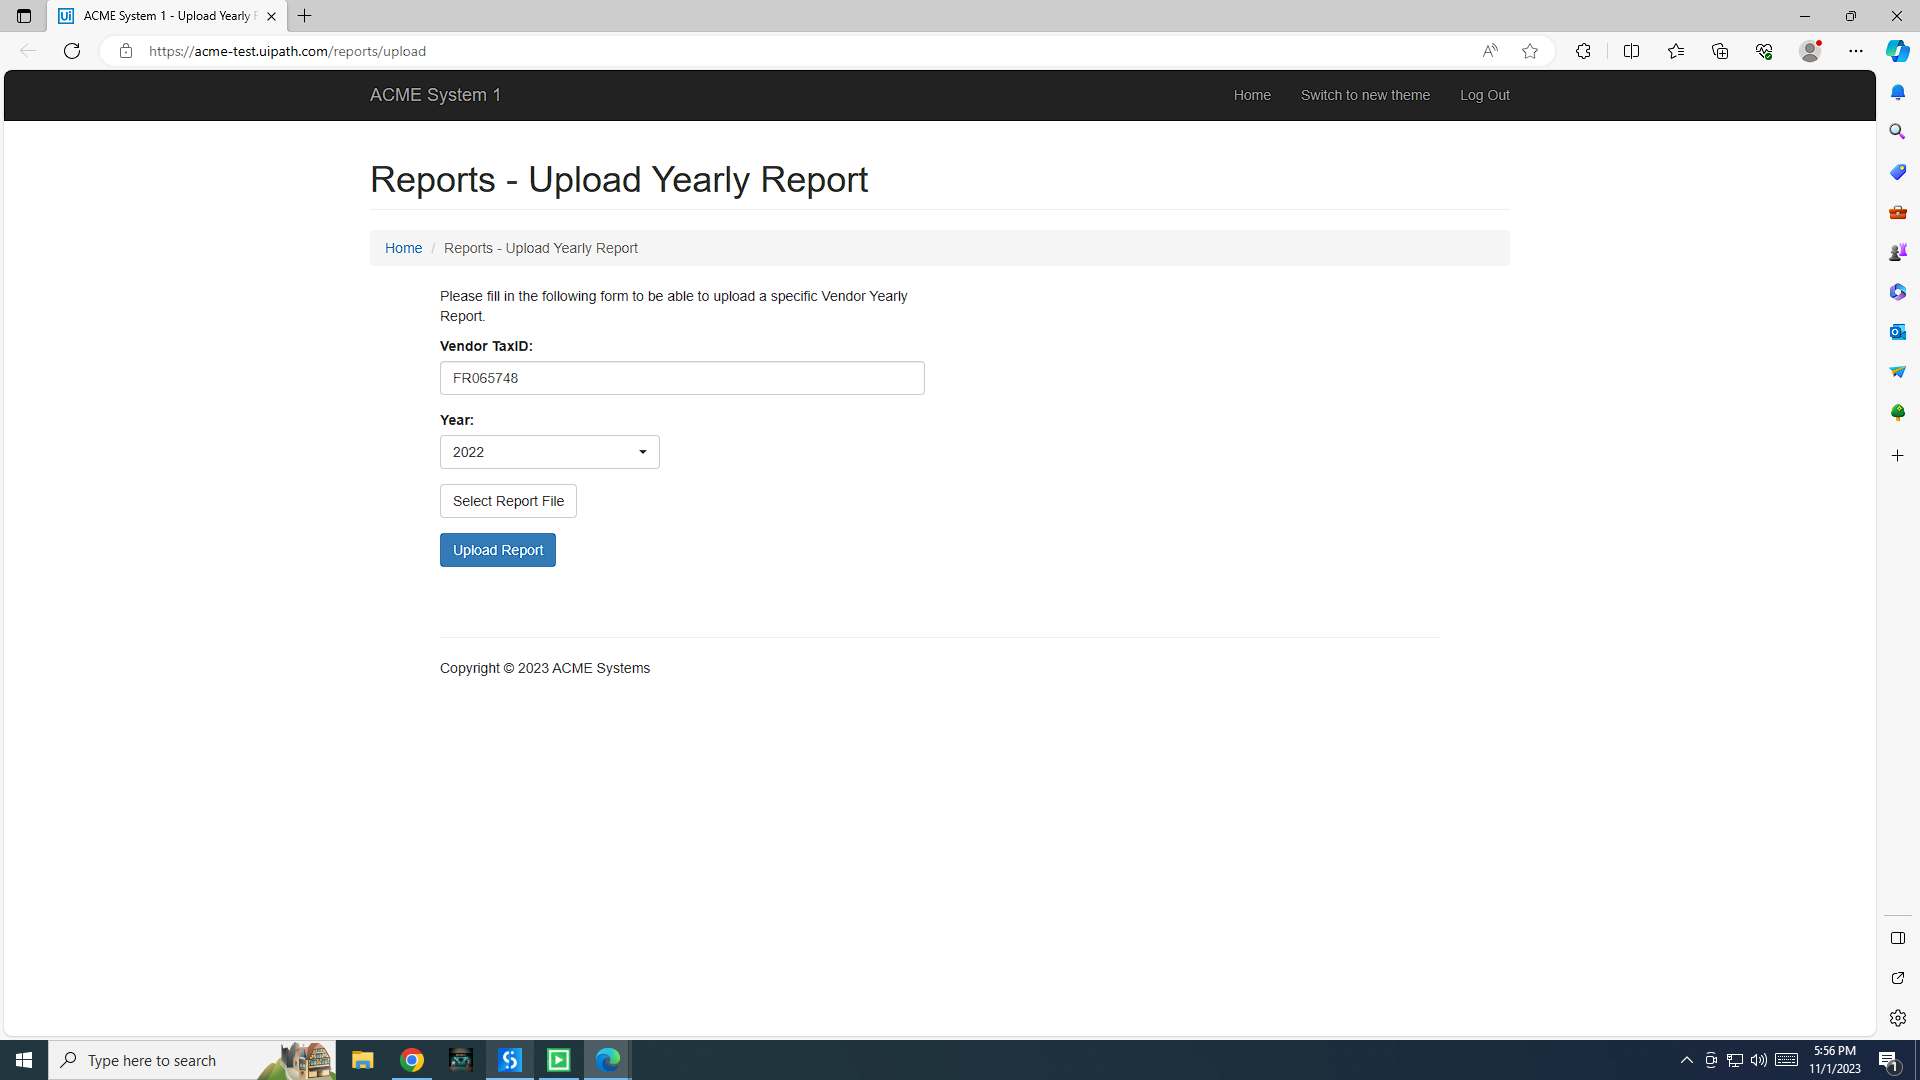 ACME System 1 - Upload Yearly
https://acme-test.uipath.com/reports/upload
ACME System 1
Home
Switch to new theme
Log Out
Reports - Upload Yearly Report
Home / Reports - Upload Yearly Report
Please fill in the following form to be able to upload a specific Vendor Yearly
Report.
Vendor TaxID:
FR065748
Year:
2022
Select Report File
Upload Report
Copyright © 2023 ACME Systems
Type here to search
5:56 PM
11/1/2023
1